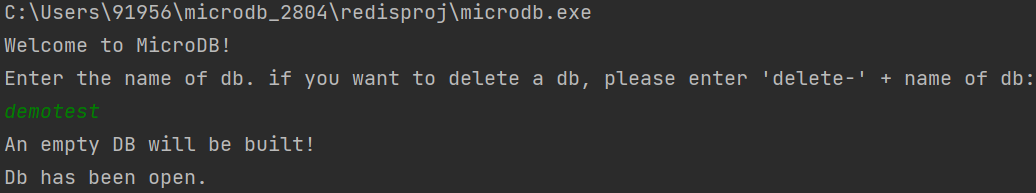 C:\Users\91956\microdb_2804\redisproj\microdb.exe
Welcome to MicroDB!
Enter the name of db. if you want to delete a db, please enter 'delete-' + name of db:
demotest
An empty DB will be built!
Db has been open.